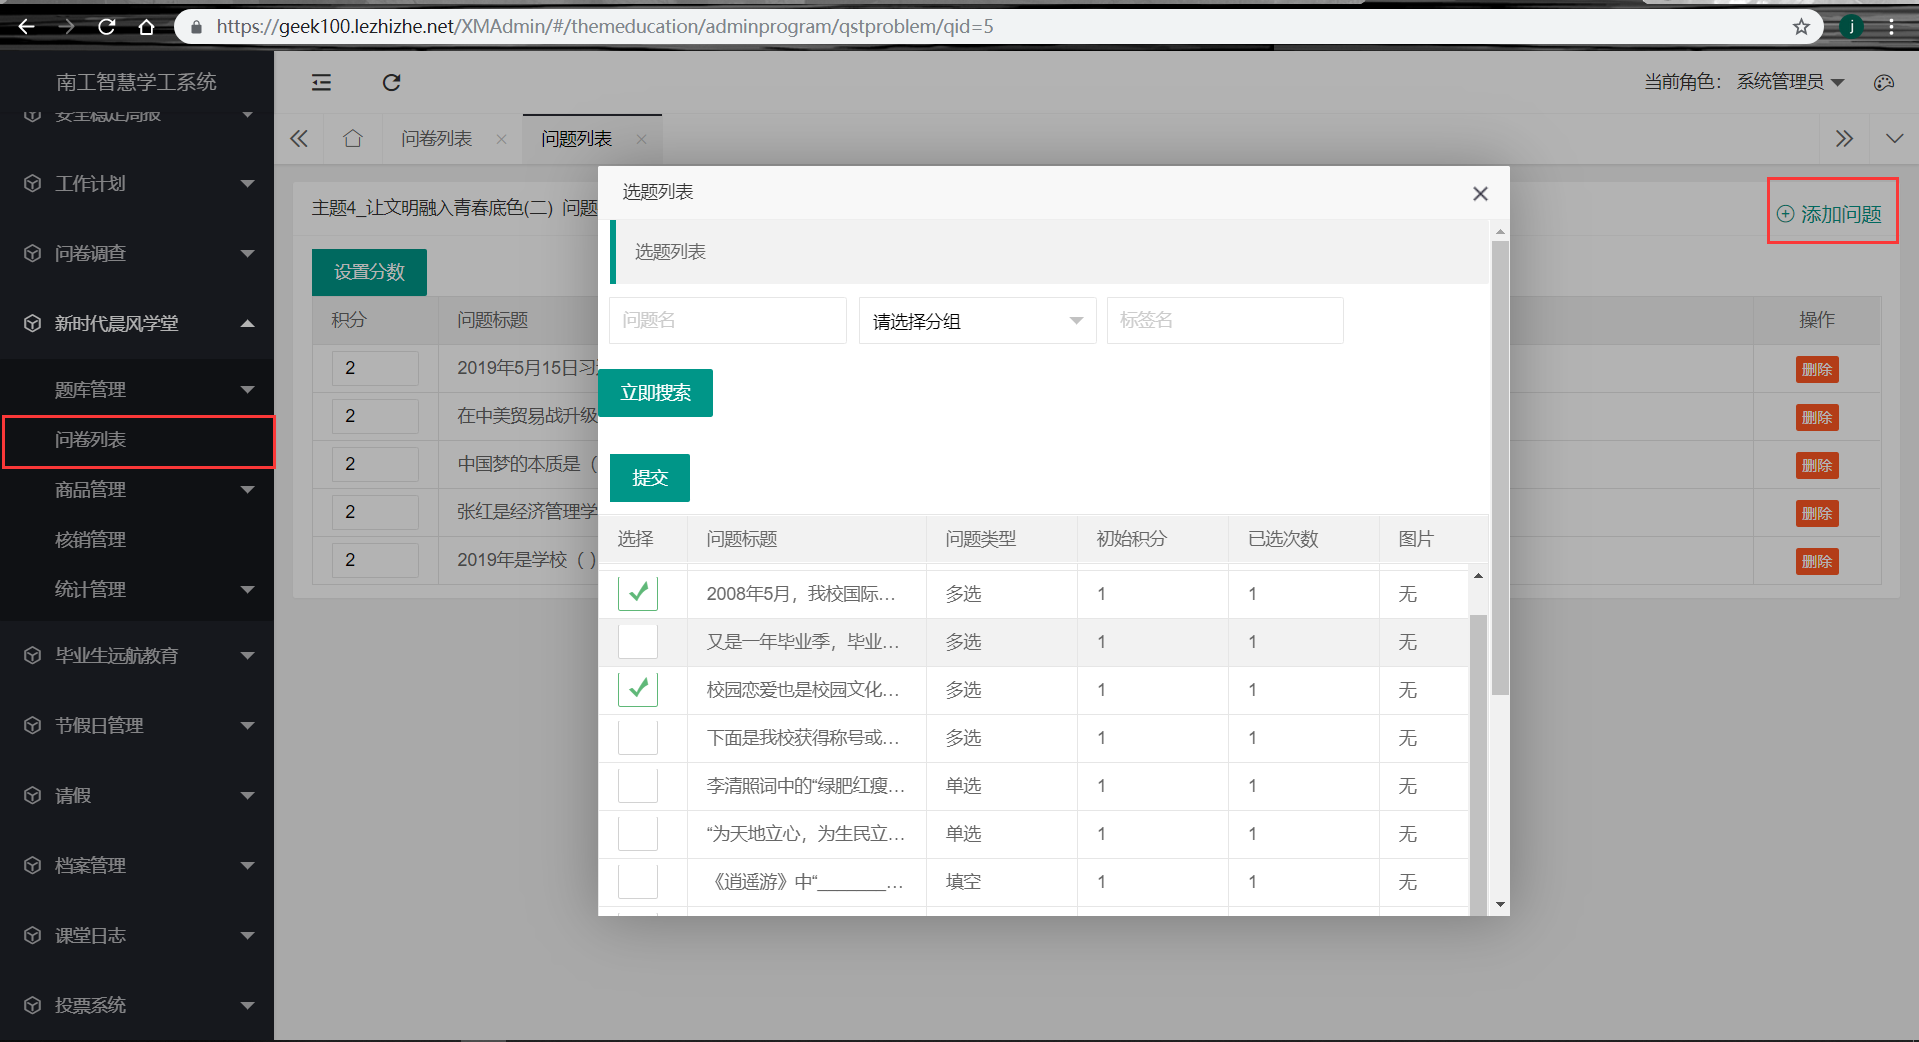 https://geek100.lezhizhe.net/XMAdmin/#/themeducation/adminprogram/qstproblem/qid=5
j
南工智慧学工系统
当前角色： 系统管理员
安全稳定周报
工作计划
问卷调查
新时代晨风学堂
题库管理
问卷列表
商品管理
核销管理
统计管理
毕业生远航教育
节假日管理
请假
档案管理
课堂日志
投票系统
问卷列表
问题列表
主题4_让文明融入青春底色(二) 问题
添加问题
设置分数
积分 问题标题 操作
2 2019年5月15日习 删除
2 在中美贸易战升级 删除
2 中国梦的本质是（ 删除
2 张红是经济管理学 删除
2 2019年是学校（ ） 删除
选题列表
选题列表
问题名 请选择分组 标签名
立即搜索
提交
选择 问题标题 问题类型 初始积分 已选次数 图片
2008年5月，我校国际... 多选 1 1 无
又是一年毕业季，毕业... 多选 1 1 无
校园恋爱也是校园文化... 多选 1 1 无
下面是我校获得称号或... 多选 1 1 无
李清照词中的“绿肥红瘦... 单选 1 1 无
“为天地立心，为生民立... 单选 1 1 无
《逍遥游》中“_______... 填空 1 1 无